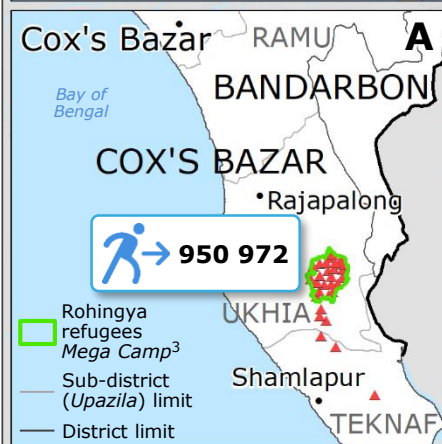 Cox's Bazar
RAMU
A
Bay of
Bengal
BANDARBON
COX'S BAZAR
Rajapalong
950 972
UKHIA
Rohingya
refugees
Mega Camp³
Sub-district
(Upazila) limit
District limit
Shamlapur
TEKNAF